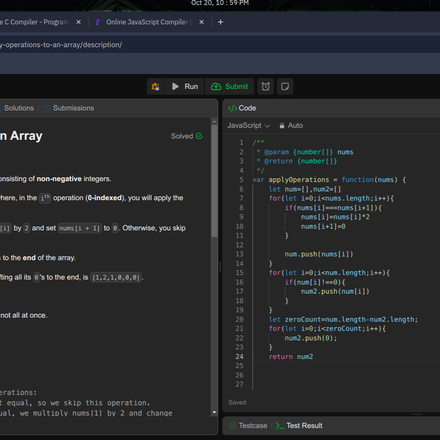 Oct 20, 10 : 59 PM
e C Compiler - Program
Online JavaScript Compiler (
y-operations-to-an-array/description/
Run
Submit
Solutions
Submissions
n Array
Solved
onsisting of non-negative integers.
here, in the ith operation (0-indexed), you will apply the
[i] by 2 and set nums[i + 1] to 0. Otherwise, you skip
s to the end of the array.
fting all its 0's to the end, is [1,2,1,0,0,0].
not all at once.
erations:
t equal, so we skip this operation.
ual, we multiply nums[1] by 2 and change
</> Code
JavaScript
Auto
1 /**
2 * @param {number[]} nums
3 * @return {number[]}
4 */
5 var applyOperations = function(nums) {
6 let num=[],num2=[]
7 for(let i=0;i<nums.length;i++){
8 if(nums[i]===nums[i+1]){
9 nums[i]=nums[i]*2
10 nums[i+1]=0
11 }
12
13 num.push(nums[i])
14 }
15 for(let i=0;i<num.length;i++){
16 if(num[i]!==0){
17 num2.push(num[i])
18 }
19 }
20 let zeroCount=num.length-num2.length;
21 for(let i=0;i<zeroCount;i++){
22 num2.push(0);
23 }
24 return num2
25
26
27
Saved
Testcase
Test Result